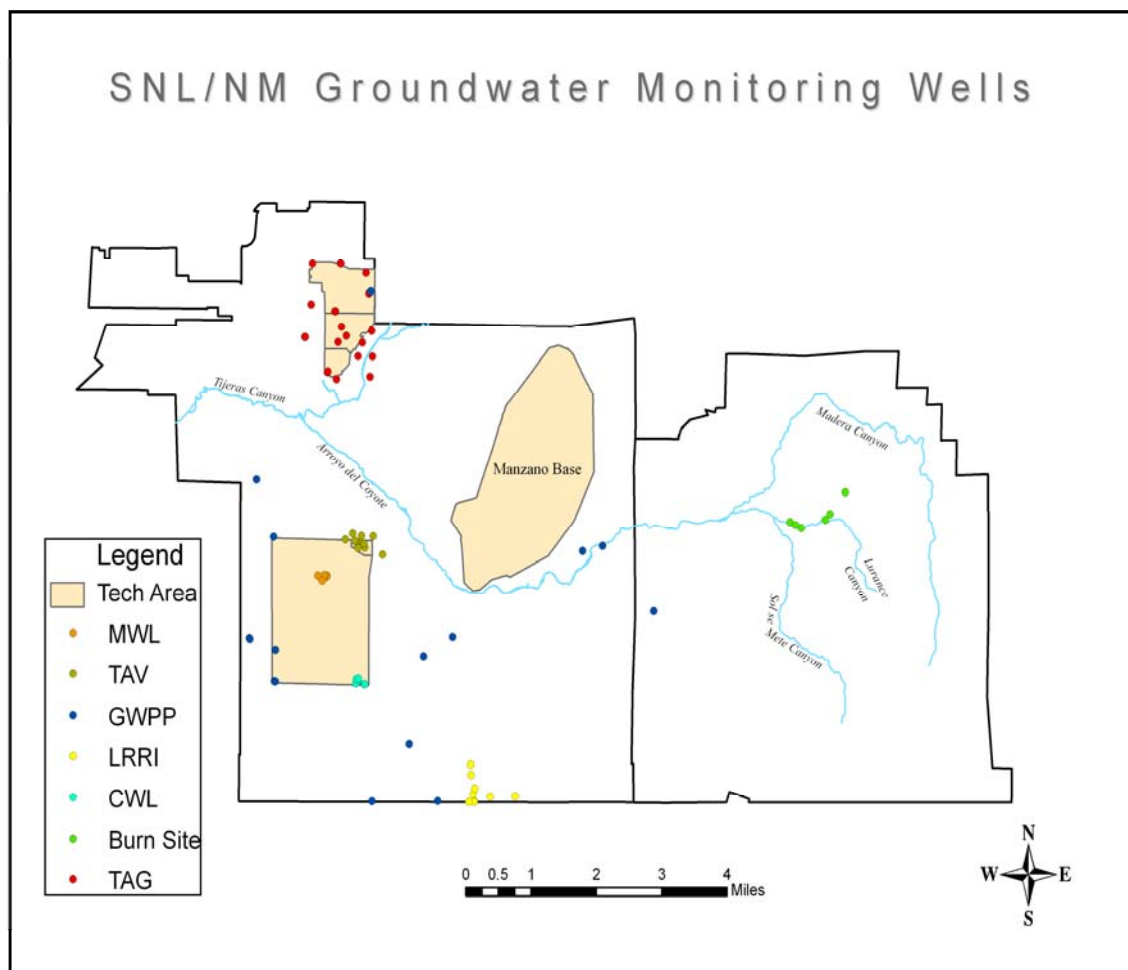 SNL/NM Groundwater Monitoring Wells
Tijeras Canyon
Arroyo del Coyote
Manzano Base
Madera Canyon
Lurance
Canyon
Sol se
Mete Canyon
Legend
Tech Area
MWL
TAV
GWPP
LRRI
CWL
Burn Site
TAG
0 0.5 1 2 3 4
Miles
N
W E
S